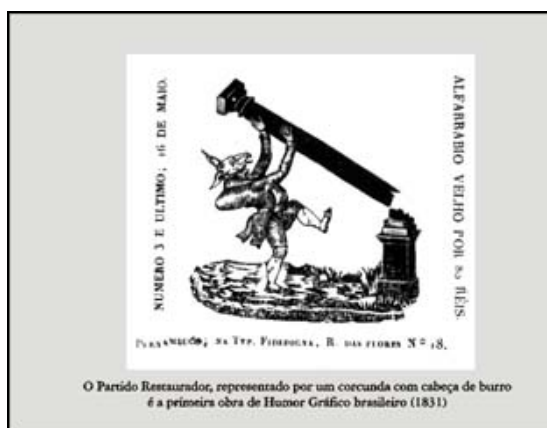 NUMERO 3 E ULTIMO; 16 DE MAIO.
ALFARRABIO VELHO POR 80 RÉIS.
PERNAMBUCO; NA TYP. FIDEDIGNA, R. DAS FLORES Nº 18.
O Partido Restaurador, representado por um corcunda com cabeça de burro
é a primeira obra de Humor Gráfico brasileiro (1831)